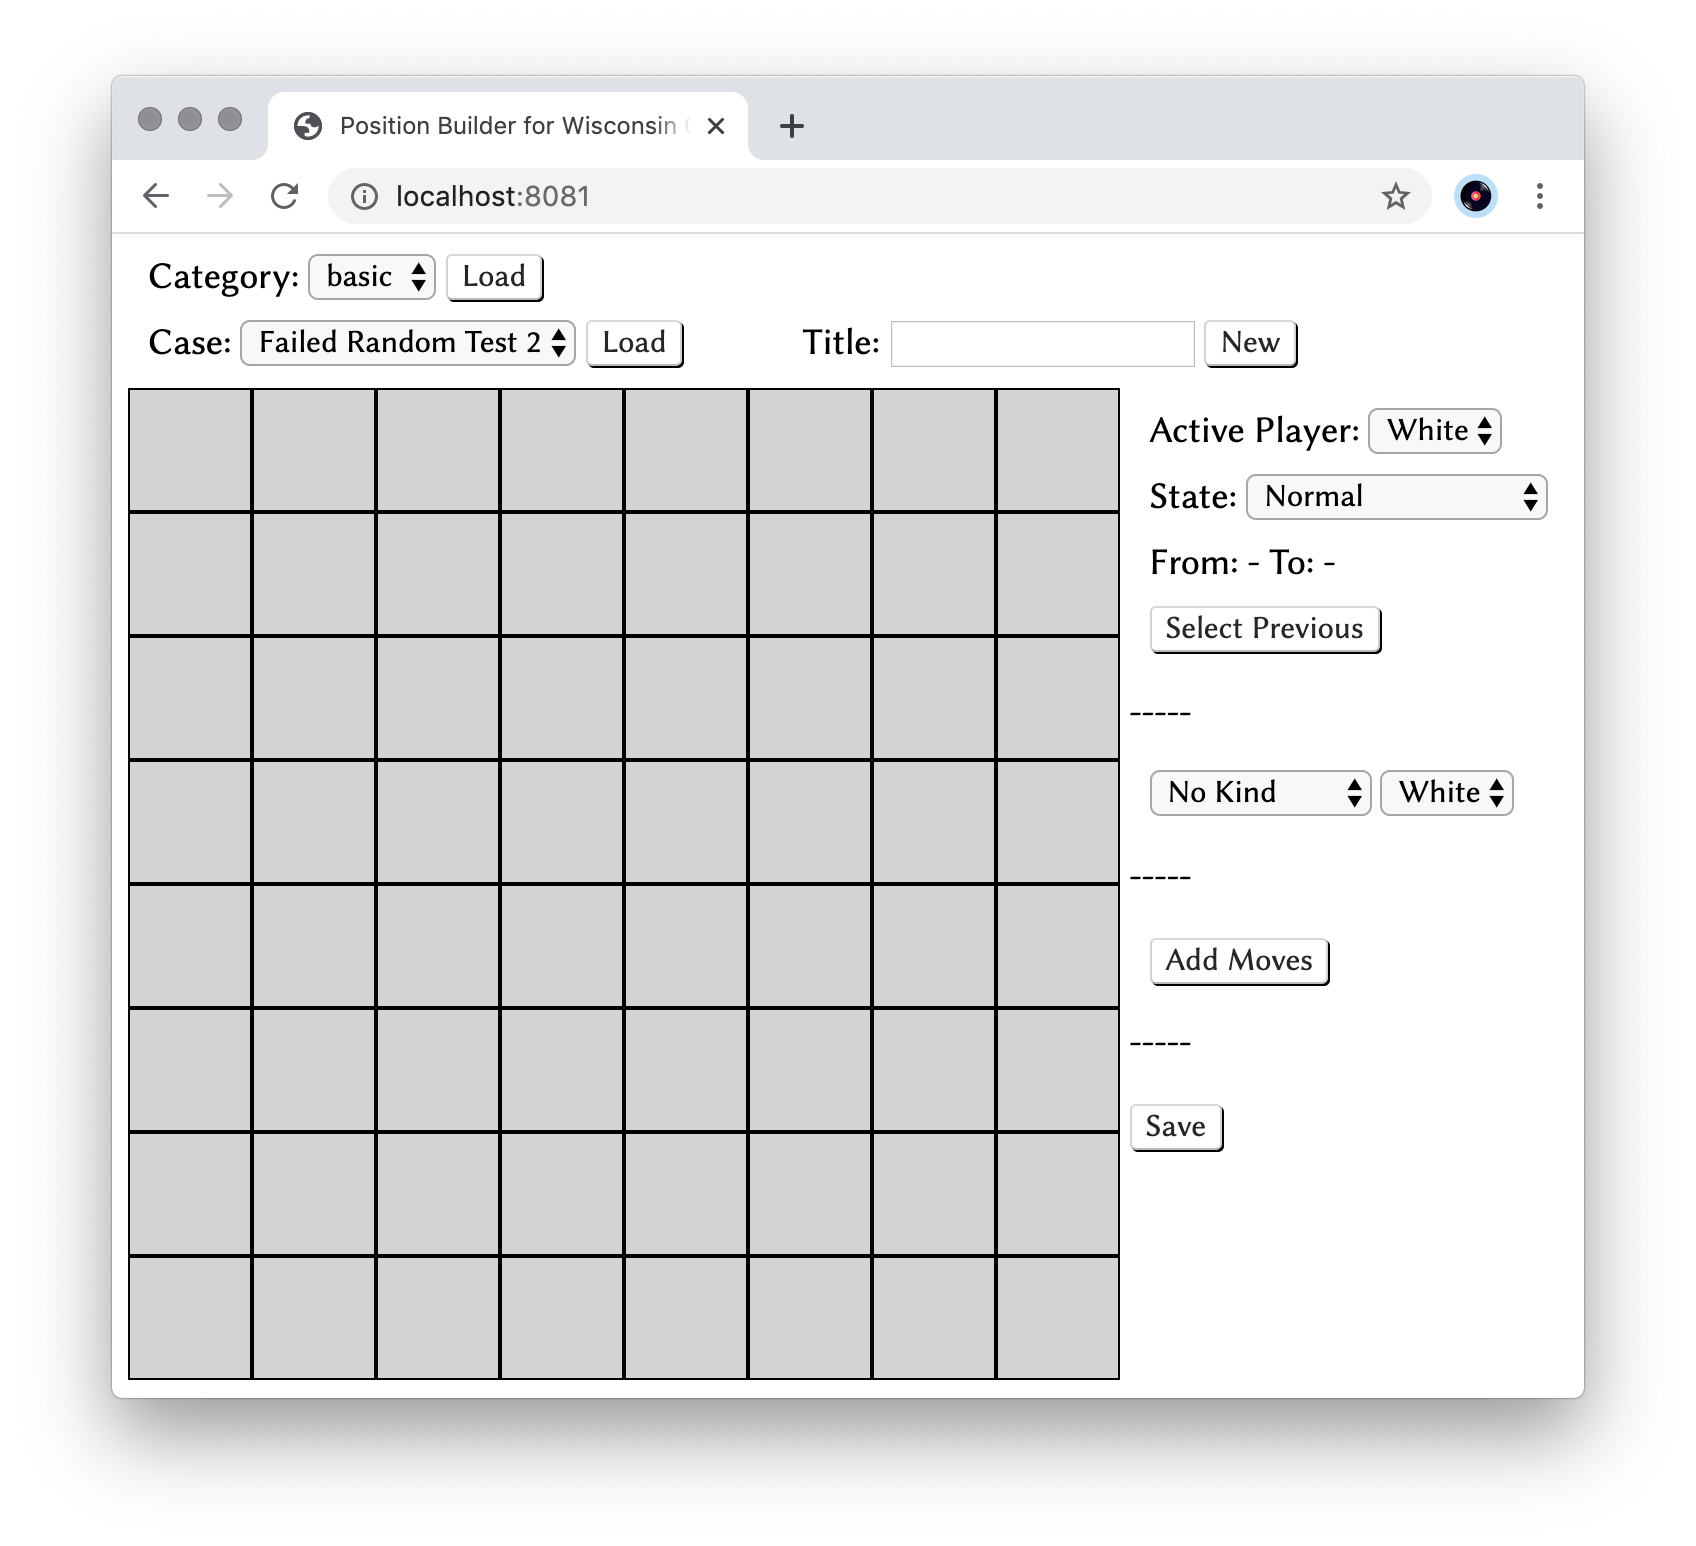 Position Builder for Wisconsin
localhost:8081
Category: basic Load
Case: Failed Random Test 2 Load Title: New
Active Player: White
State: Normal
From: - To: -
Select Previous
-----
No Kind White
-----
Add Moves
-----
Save